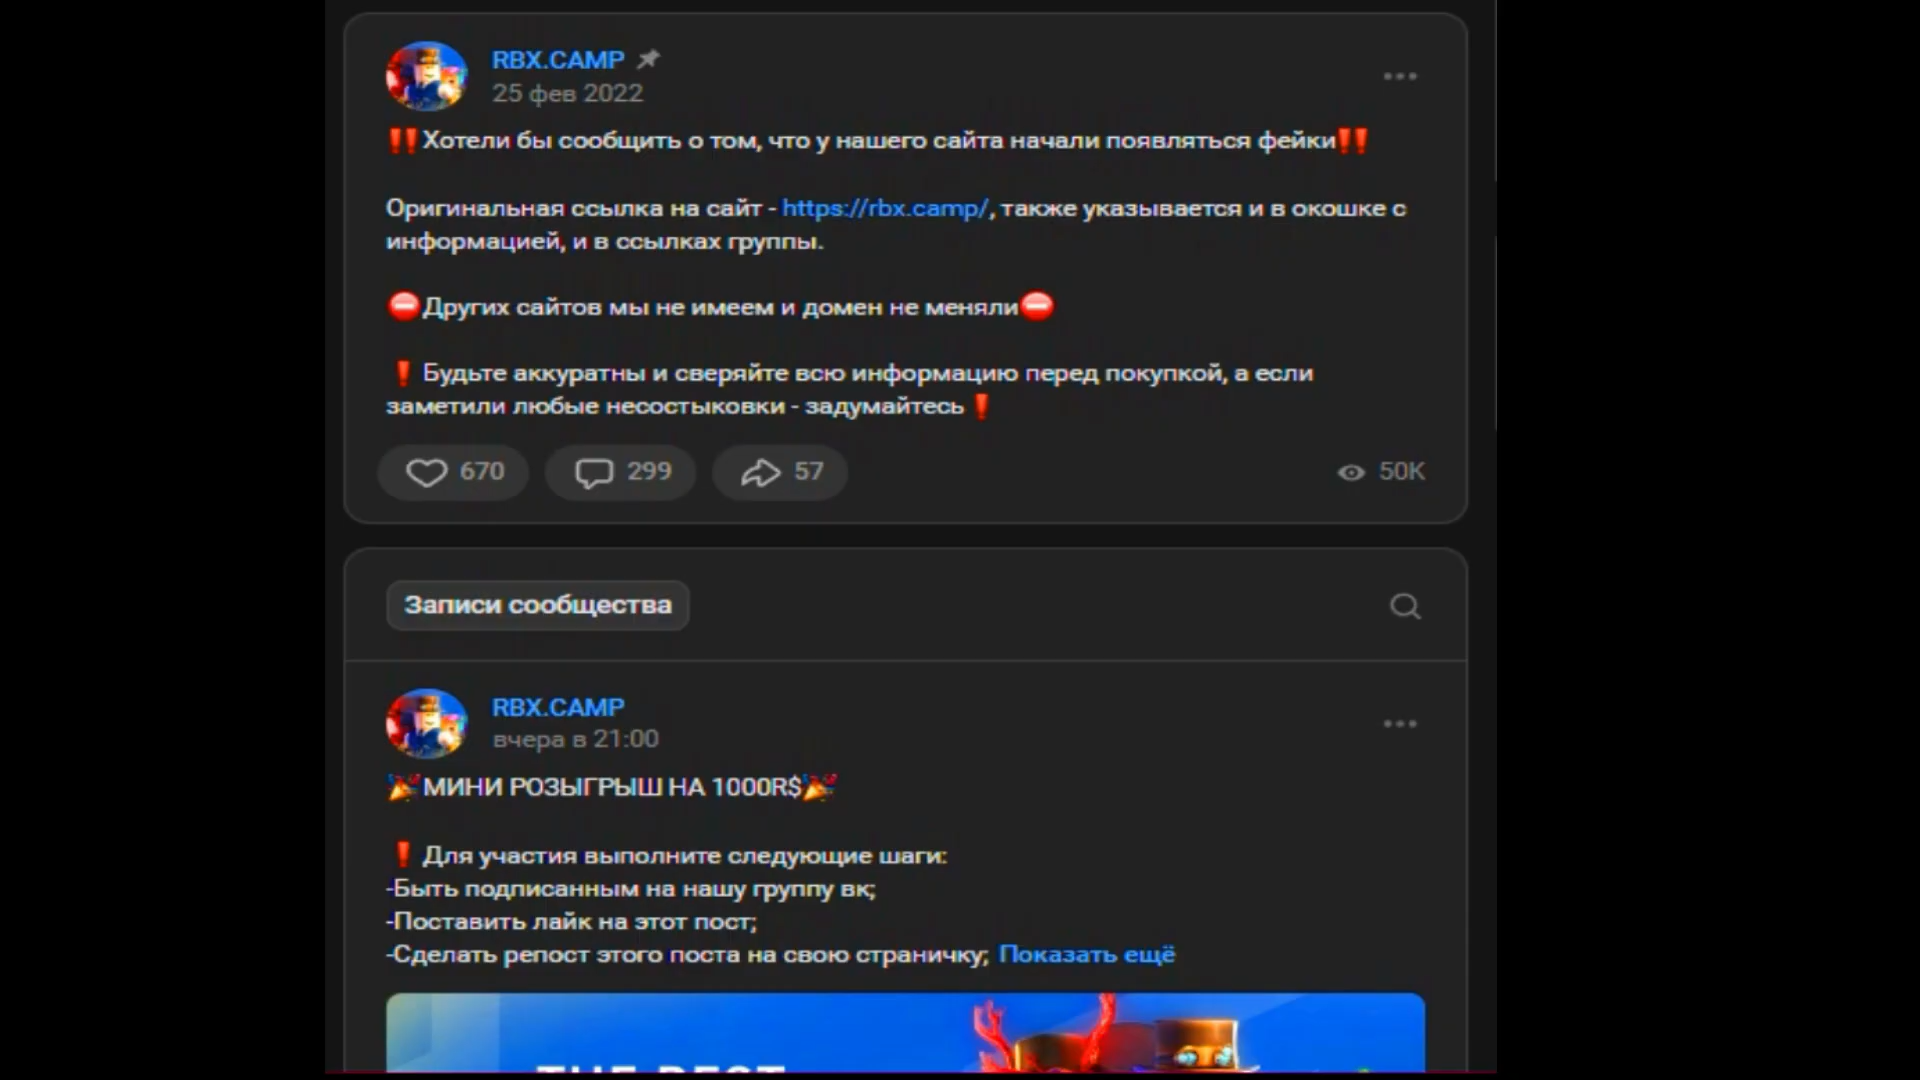 RBX.CAMP
25 фев 2022
‼️Хотели бы сообщить о том, что у нашего сайта начали появляться фейки‼️
Оригинальная ссылка на сайт - https://rbx.camp/, также указывается и в окошке с
информацией, и в ссылках группы.
⛔Других сайтов мы не имеем и домен не меняли⛔
❗ Будьте аккуратны и сверяйте всю информацию перед покупкой, а если
заметили любые несостыковки - задумайтесь❗
670 299 57 50K
Записи сообщества
RBX.CAMP
вчера в 21:00
🎉МИНИ РОЗЫГРЫШ НА 1000R$🎉
❗ Для участия выполните следующие шаги:
-Быть подписанным на нашу группу вк;
-Поставить лайк на этот пост;
-Сделать репост этого поста на свою страничку; Показать ещё
THE BEST